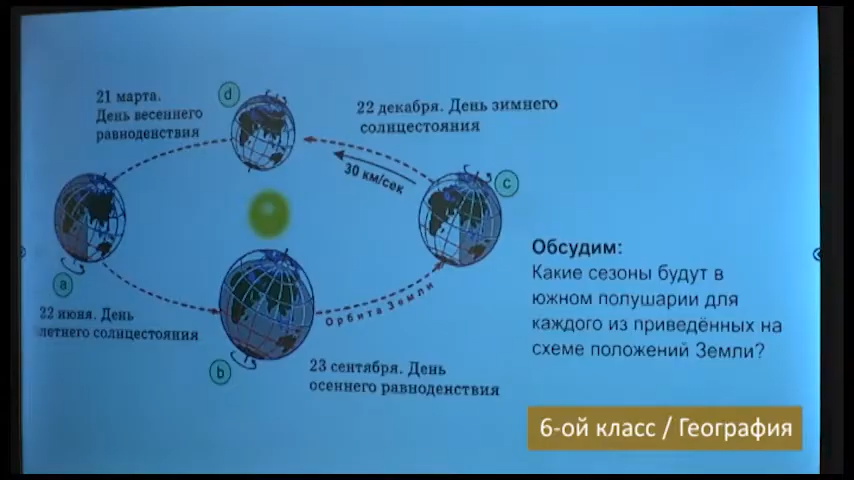 21 марта.
День весеннего
равноденствия
d
22 декабря. День зимнего
солнцестояния
30 км/сек
c
a
22 июня. День
летнего солнцестояния
Орбита Земли
b
23 сентября. День
осеннего равноденствия
Обсудим:
Какие сезоны будут в
южном полушарии для
каждого из приведённых на
схеме положений Земли?
6-ой класс / География